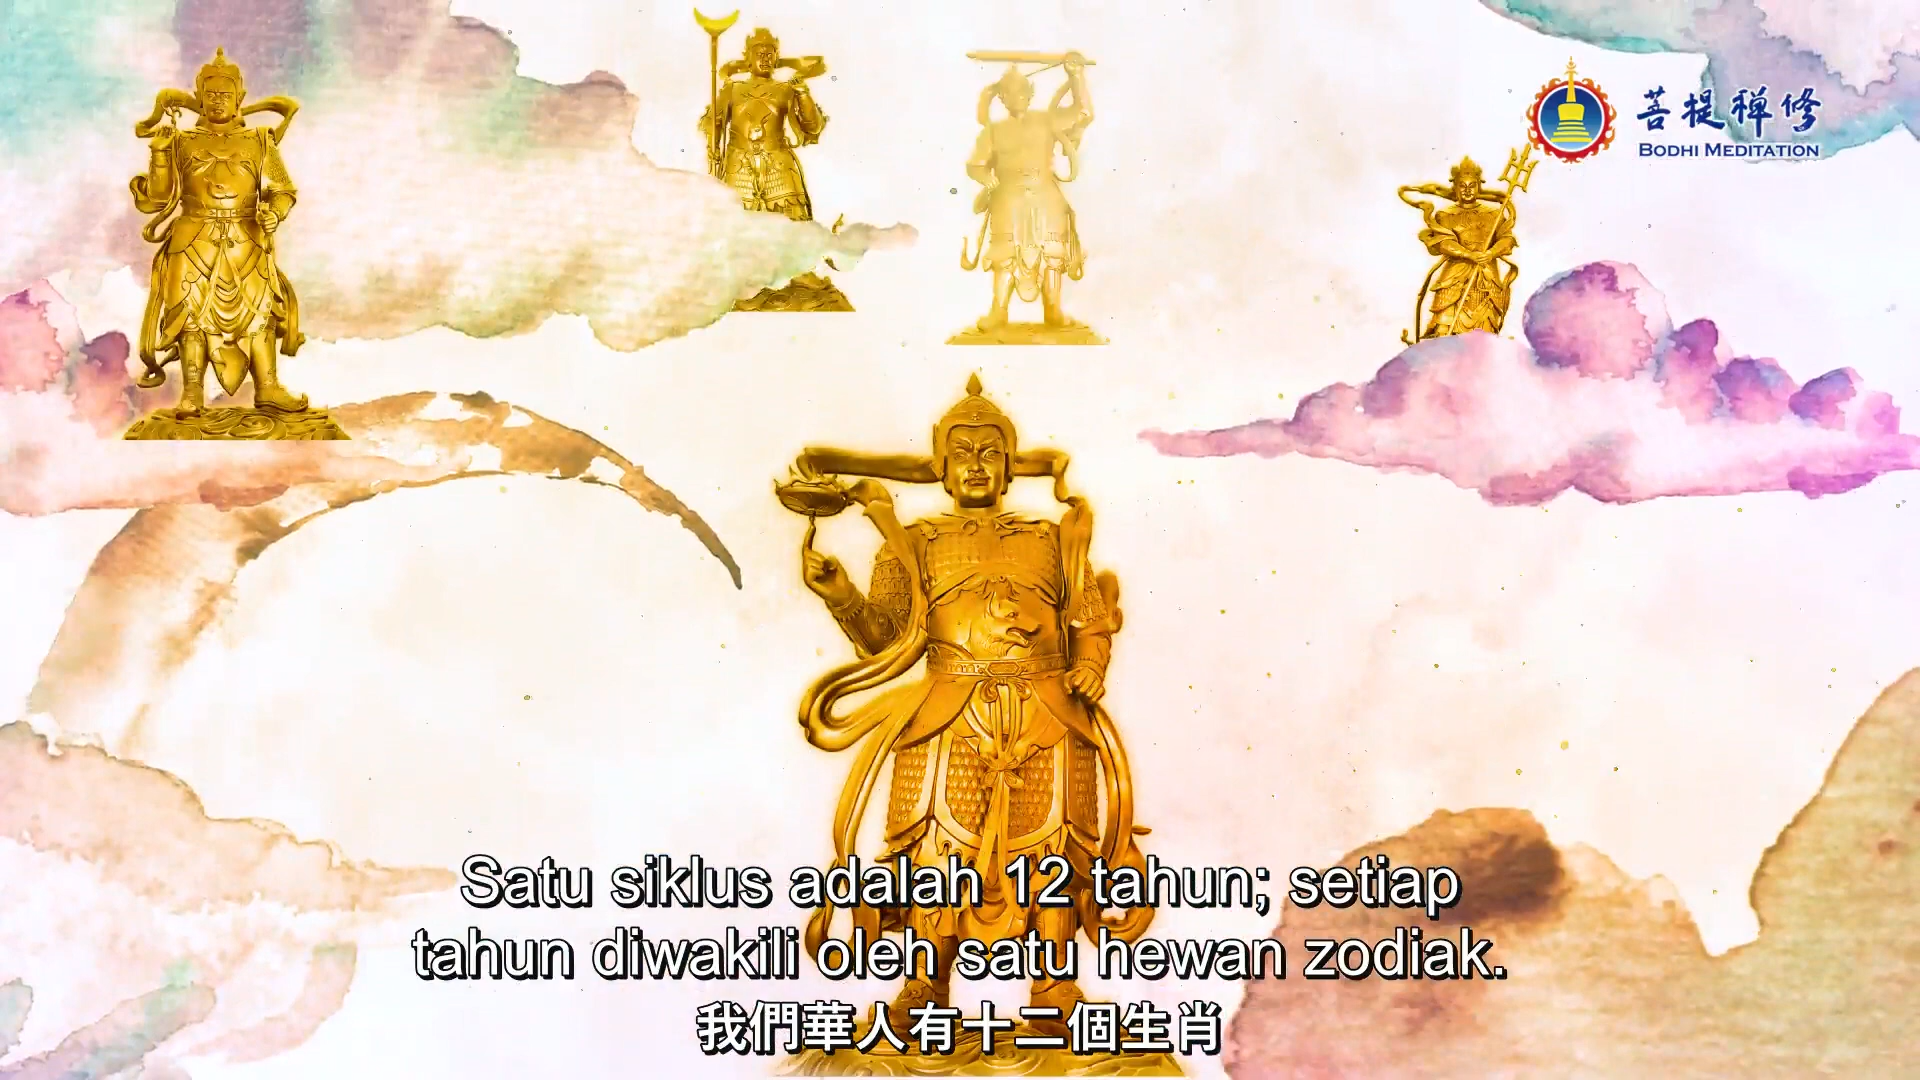 菩提禪修
BODHI MEDITATION
Satu siklus adalah 12 tahun; setiap
tahun diwakili oleh satu hewan zodiak.
我們華人有十二個生肖